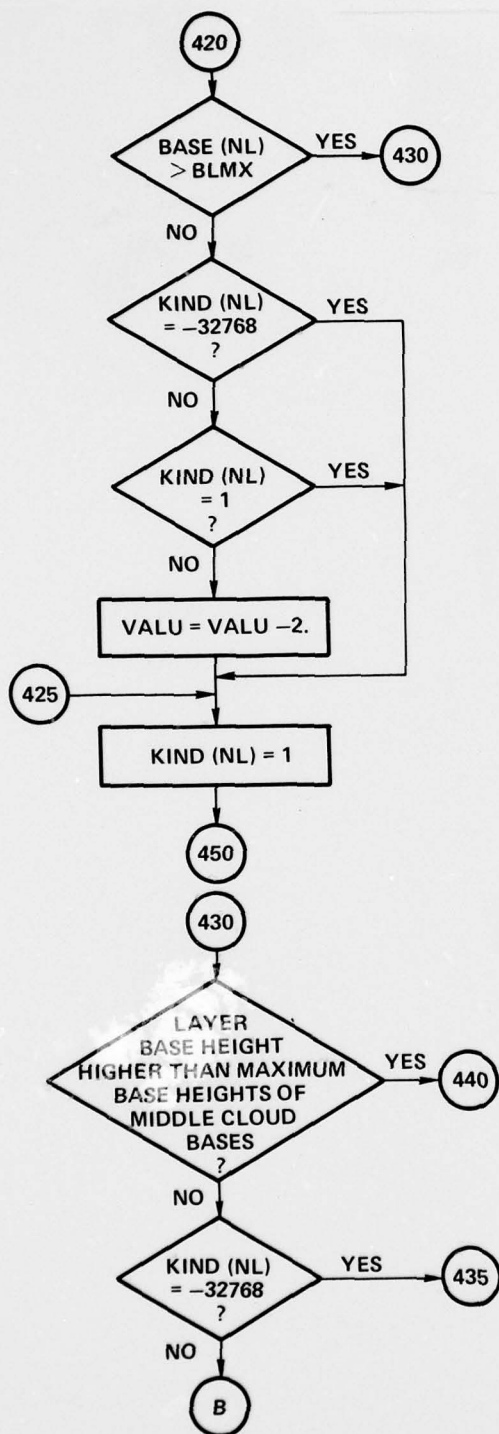 420
BASE (NL)
> BLMX
YES
430
NO
KIND (NL)
= −32768
?
YES
NO
KIND (NL)
= 1
?
YES
NO
VALU = VALU −2.
425
KIND (NL) = 1
450
430
LAYER
BASE HEIGHT
HIGHER THAN MAXIMUM
BASE HEIGHTS OF
MIDDLE CLOUD
BASES
?
YES
440
NO
KIND (NL)
= −32768
?
YES
435
NO
B